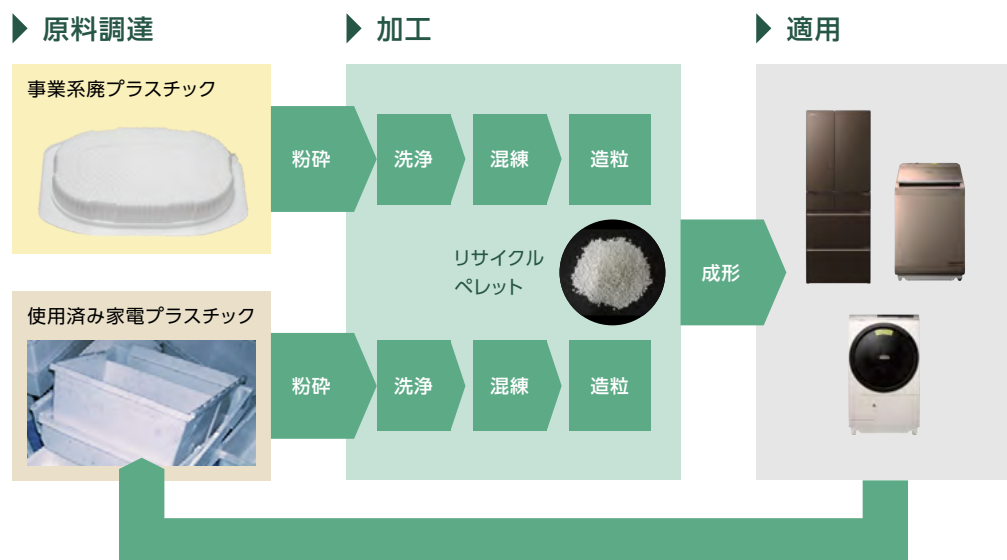 原料調達
加工
適用
事業系廃プラスチック
粉砕
洗浄
混練
造粒
リサイクル
ペレット
成形
使用済み家電プラスチック
粉砕
洗浄
混練
造粒